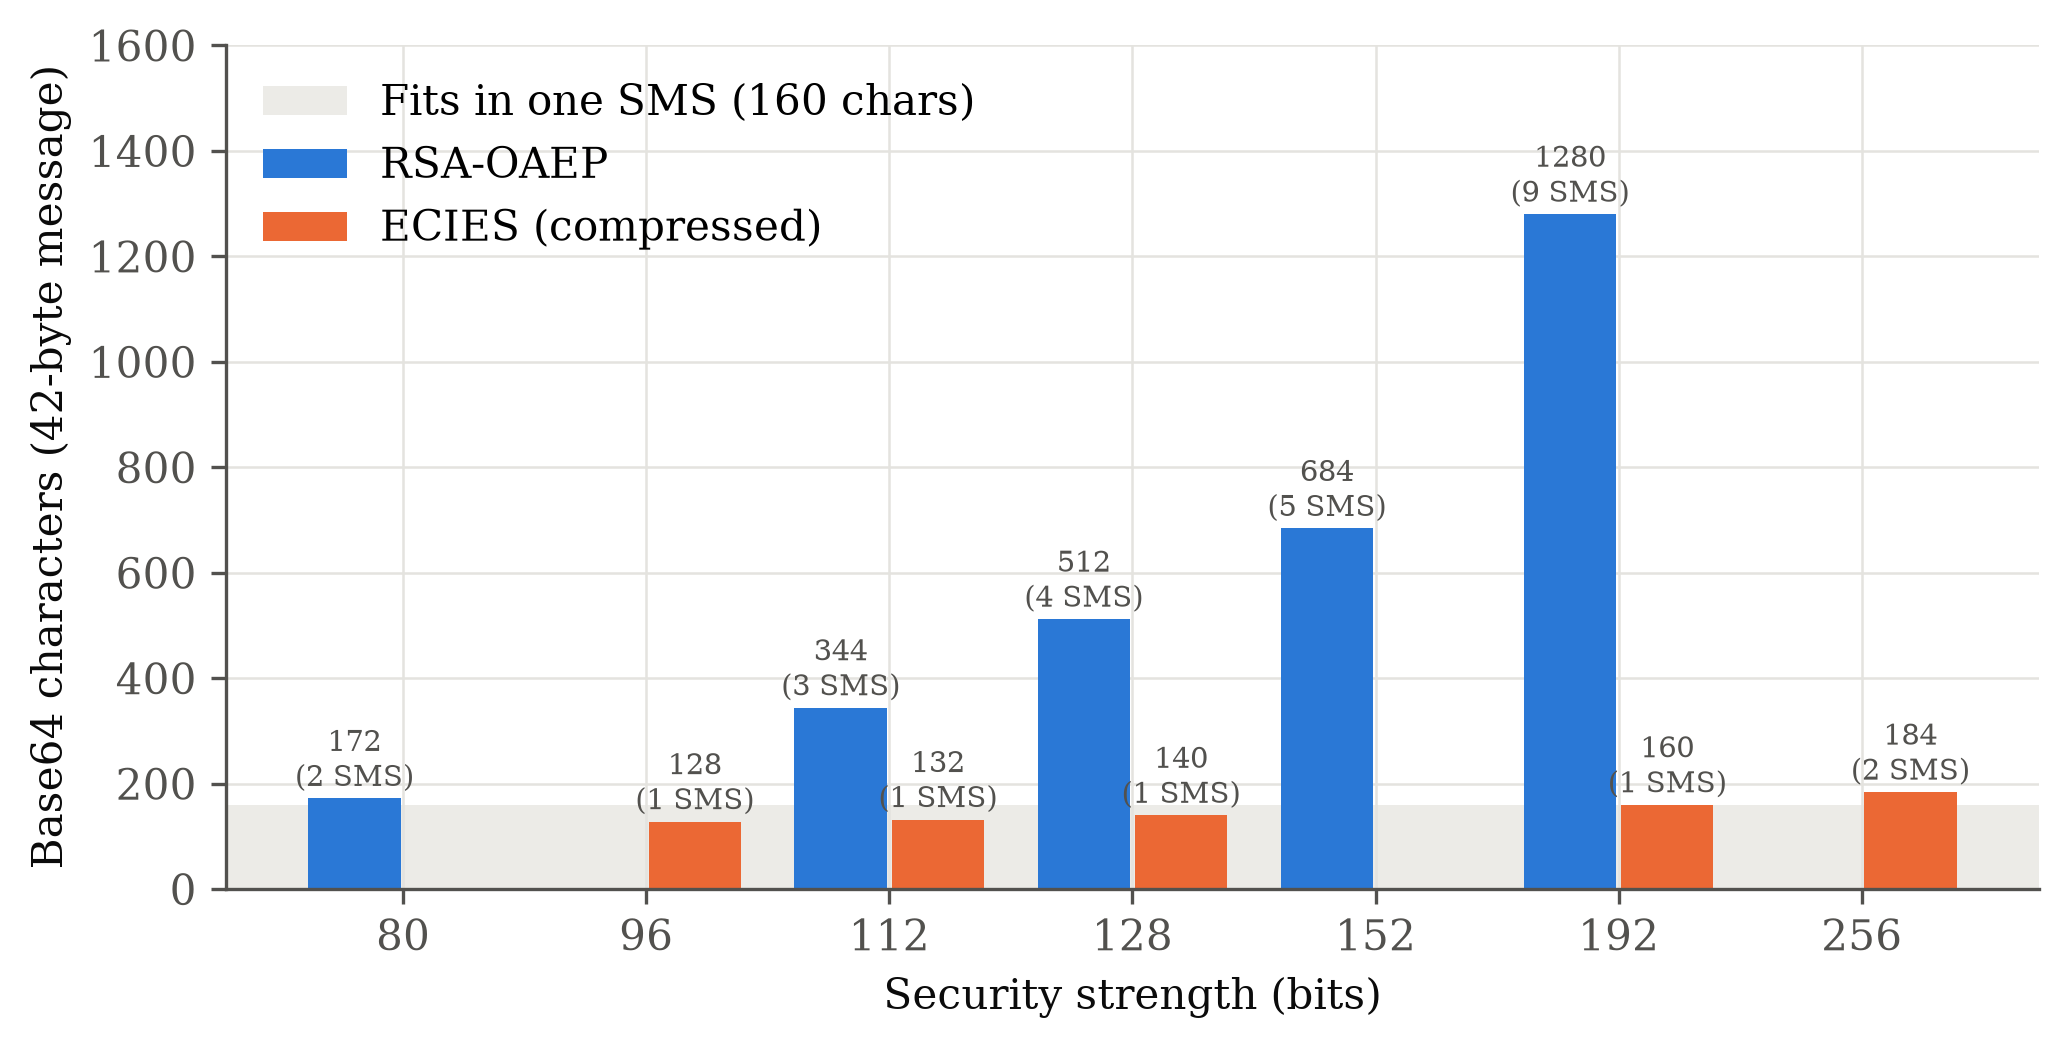 Base64 characters (42-byte message)
1600
1400
1200
1000
800
600
400
200
0
Fits in one SMS (160 chars)
RSA-OAEP
ECIES (compressed)
172
(2 SMS)
128
(1 SMS)
344
(3 SMS)
132
(1 SMS)
512
(4 SMS)
140
(1 SMS)
684
(5 SMS)
1280
(9 SMS)
160
(1 SMS)
184
(2 SMS)
80
96
112
128
152
192
256
Security strength (bits)